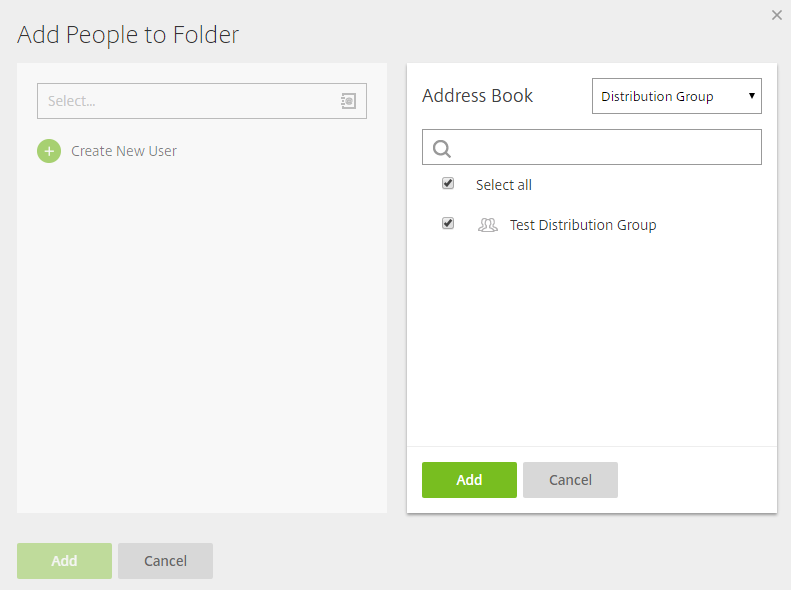 Add People to Folder
Select...
Create New User
Address Book
Distribution Group
Select all
Test Distribution Group
Add
Cancel
Add
Cancel